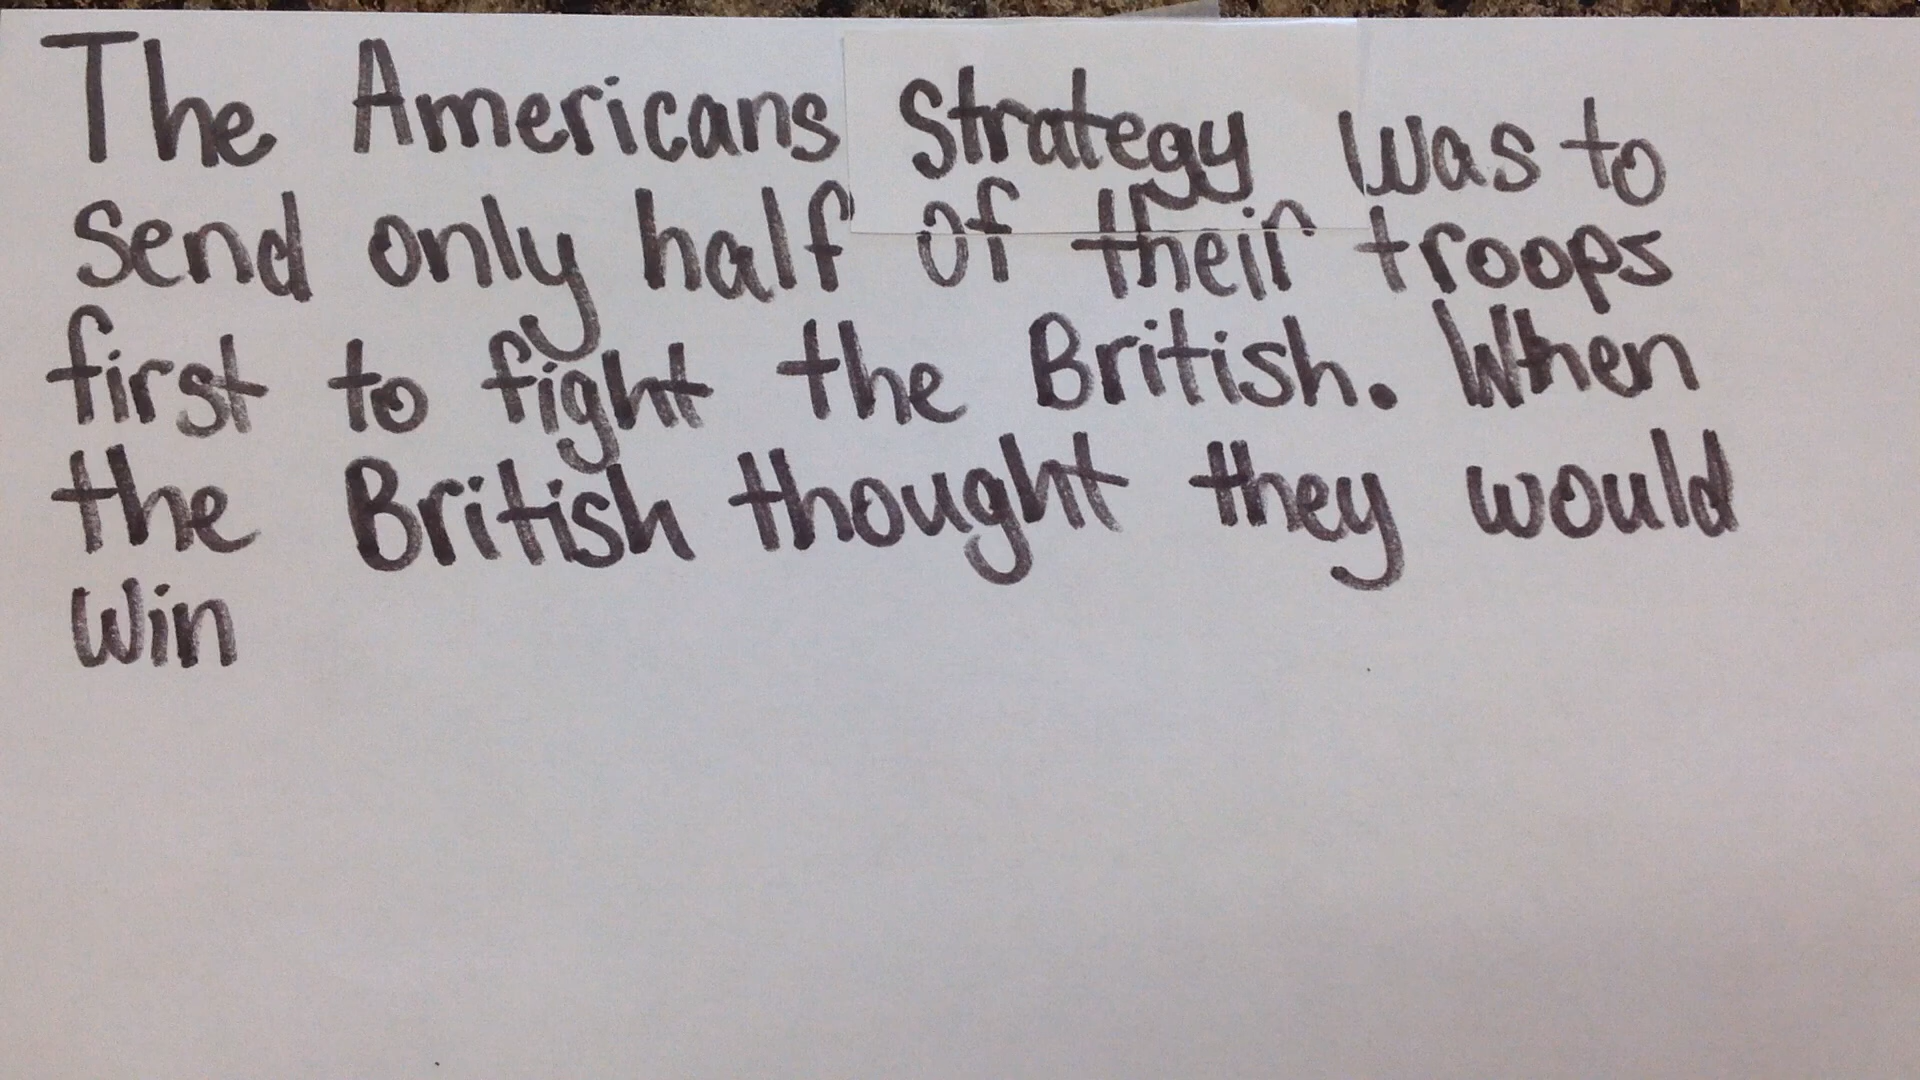 The Americans Strategy was to
send only half of their troops
first to fight the British. When
the British thought they would
win